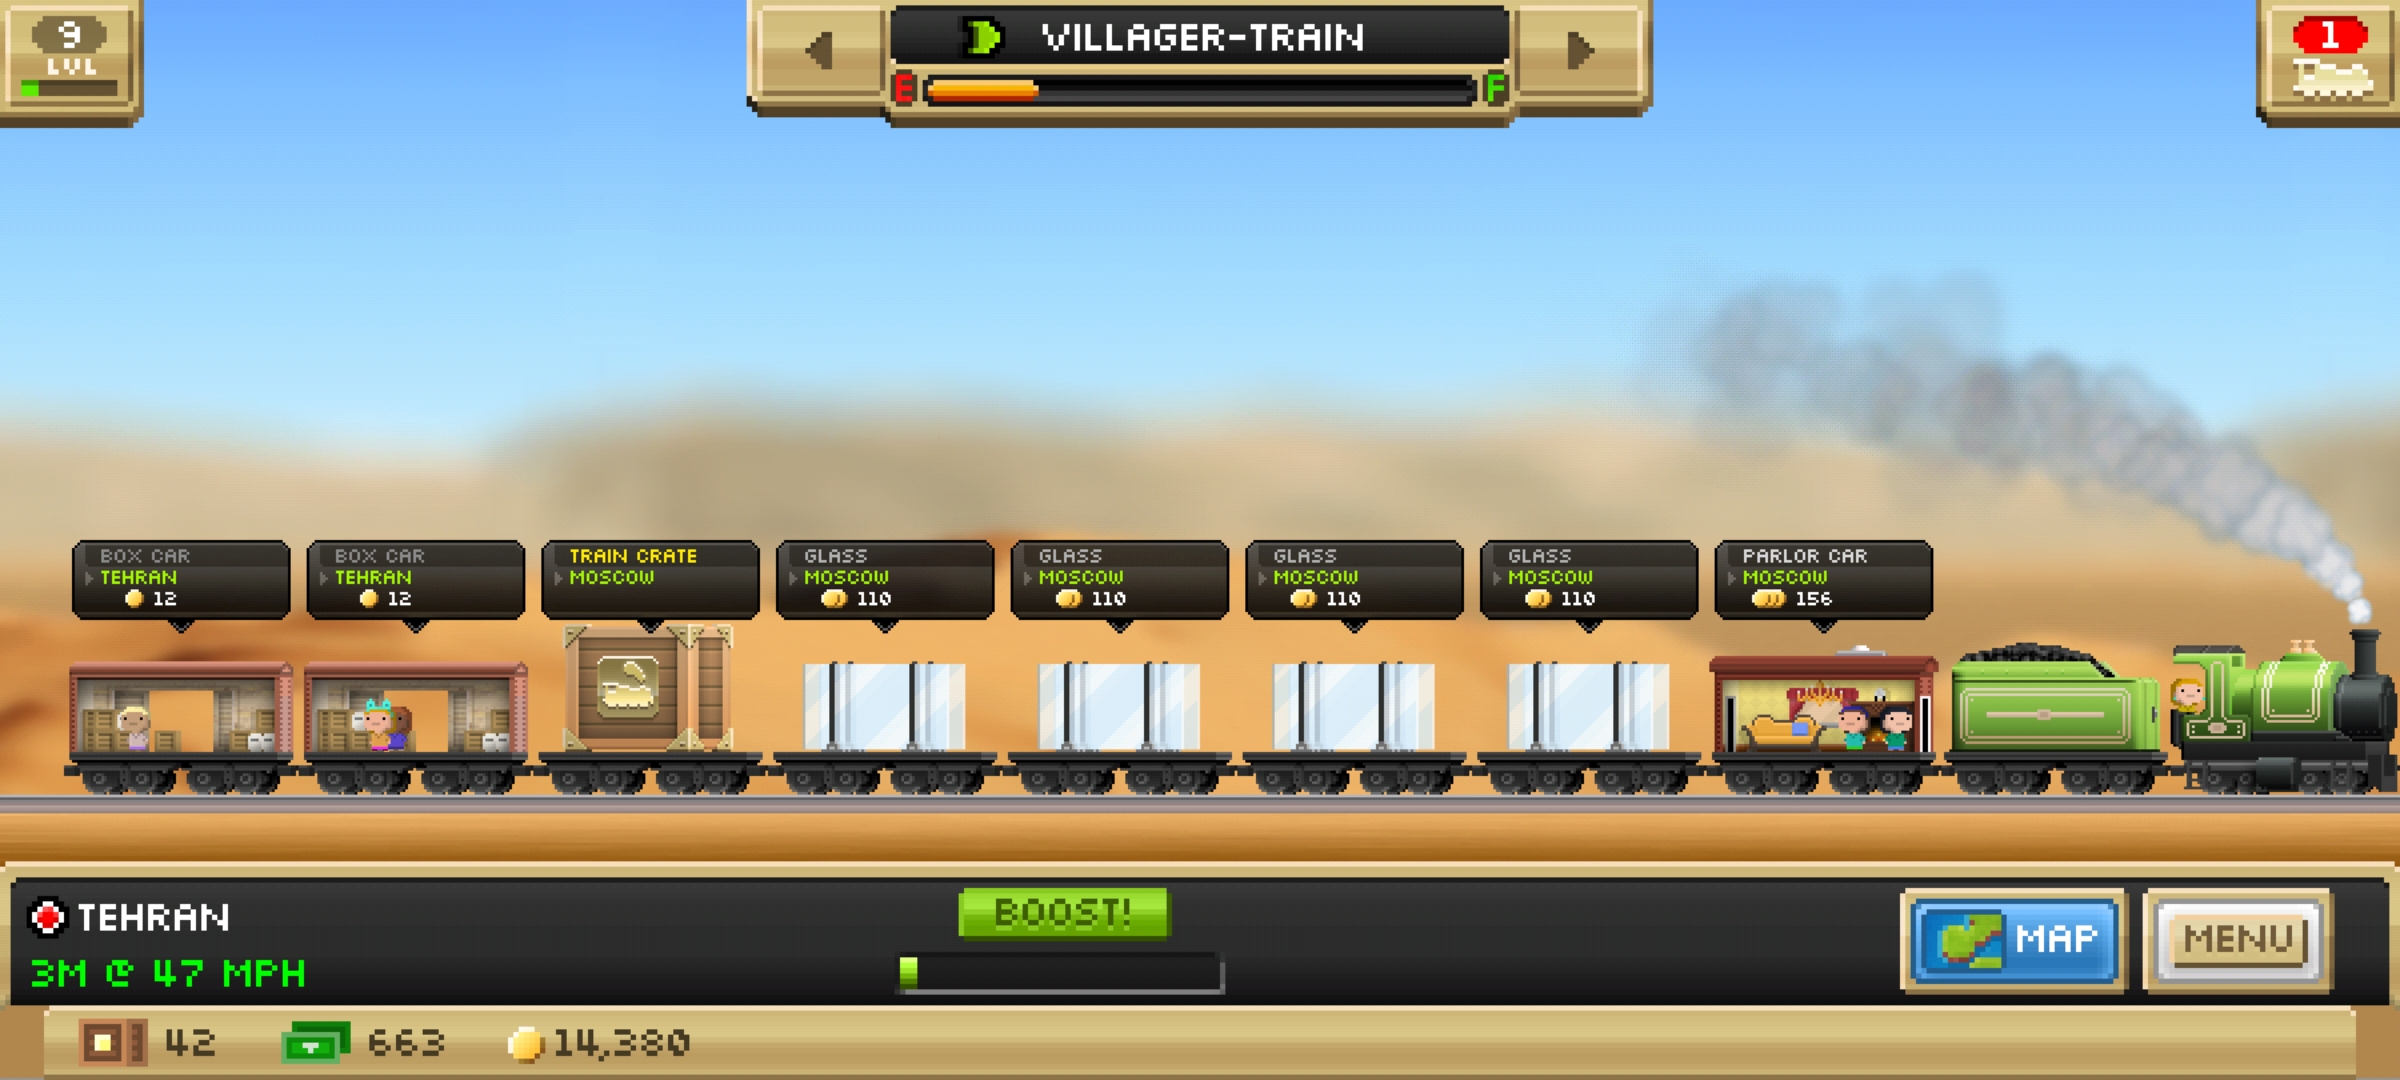 9
LVL
VILLAGER-TRAIN
E F
1
BOX CAR
TEHRAN
12
BOX CAR
TEHRAN
12
TRAIN CRATE
MOSCOW
GLASS
MOSCOW
110
GLASS
MOSCOW
110
GLASS
MOSCOW
110
GLASS
MOSCOW
110
PARLOR CAR
MOSCOW
156
TEHRAN
3M @ 47 MPH
BOOST!
MAP
MENU
42
663
14,380